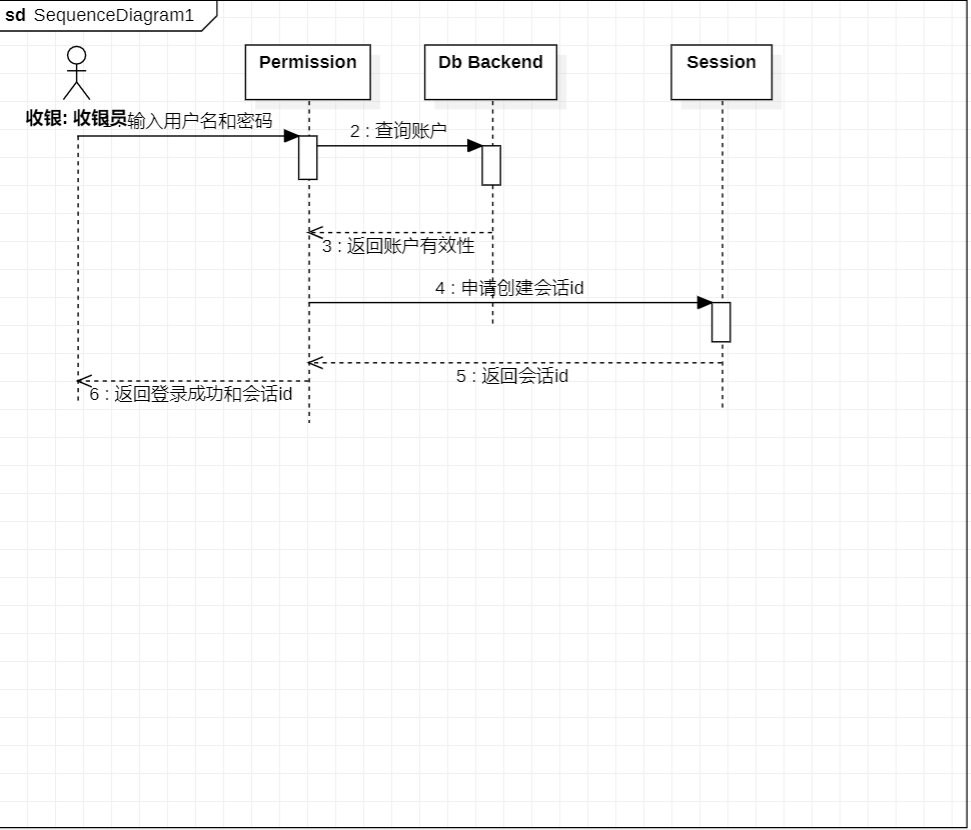 sd SequenceDiagram1
Permission
Db Backend
Session
收银: 收银员
1 : 输入用户名和密码
2 : 查询账户
3 : 返回账户有效性
4 : 申请创建会话id
5 : 返回会话id
6 : 返回登录成功和会话id